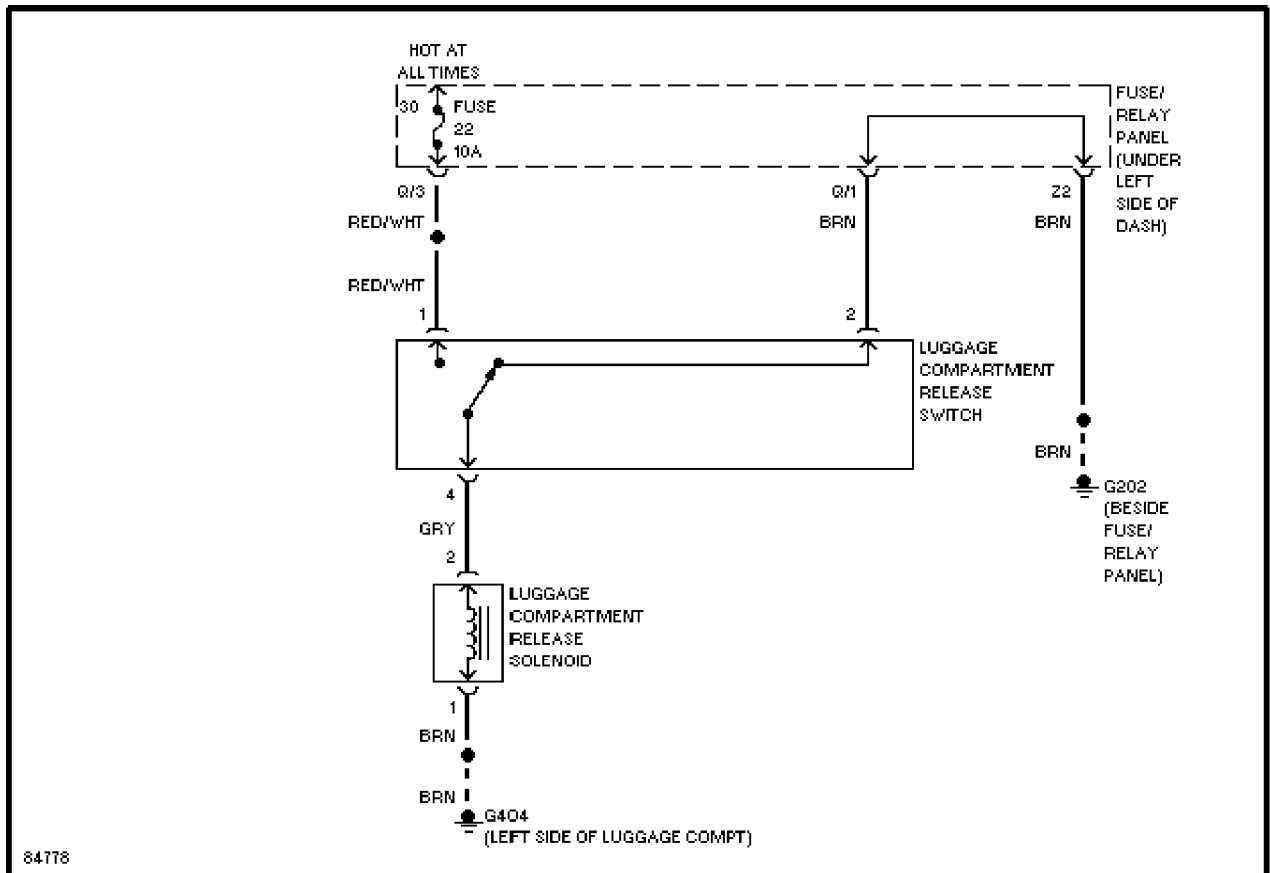 HOT AT
ALL TIMES
30
FUSE
22
10A
FUSE/
RELAY
PANEL
(UNDER
LEFT
SIDE OF
DASH)
Q/3
Q/1
Z2
RED/WHT
BRN
BRN
RED/WHT
1
2
LUGGAGE
COMPARTMENT
RELEASE
SWITCH
BRN
G202
(BESIDE
FUSE/
RELAY
PANEL)
4
GRY
2
LUGGAGE
COMPARTMENT
RELEASE
SOLENOID
1
BRN
BRN
G404
(LEFT SIDE OF LUGGAGE COMPT)
84778